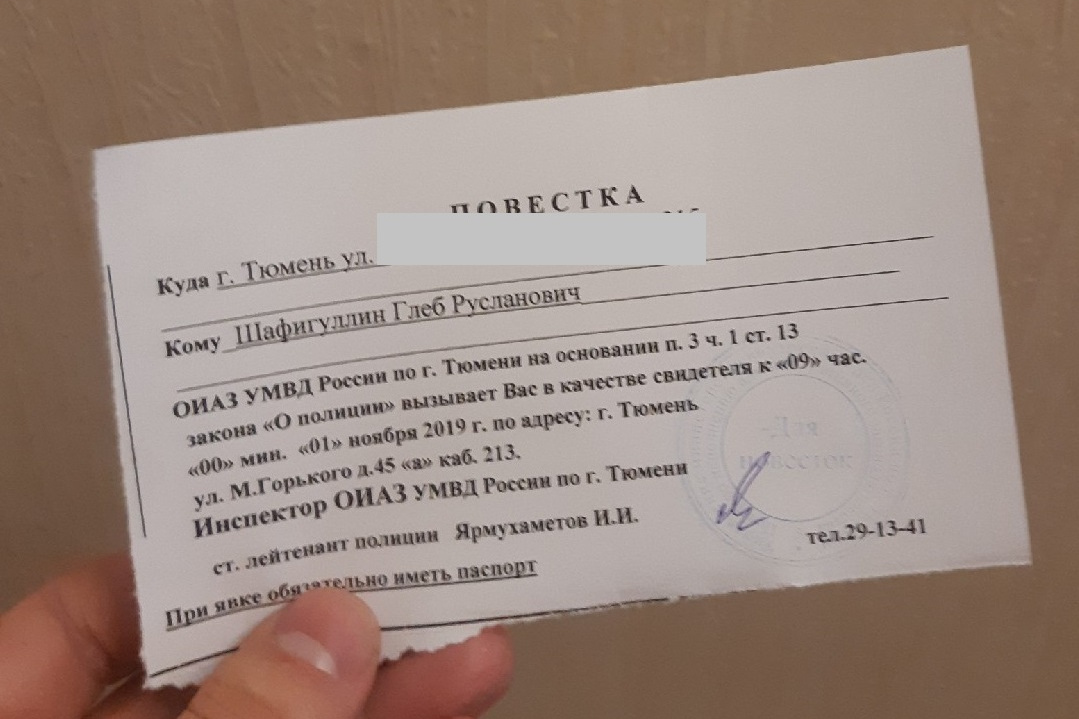 ПОВЕСТКА
Куда г. Тюмень ул.
Кому Шафигуллин Глеб Русланович
ОИАЗ УМВД России по г. Тюмени на основании п. 3 ч. 1 ст. 13
закона «О полиции» вызывает Вас в качестве свидетеля к «09» час.
«00» мин. «01» ноября 2019 г. по адресу: г. Тюмень
ул. М.Горького д.45 «а» каб. 213.
Инспектор ОИАЗ УМВД России по г. Тюмени
ст. лейтенант полиции Ярмухаметов И.И.
тел.29-13-41
При явке обязательно иметь паспорт
Для
повесток